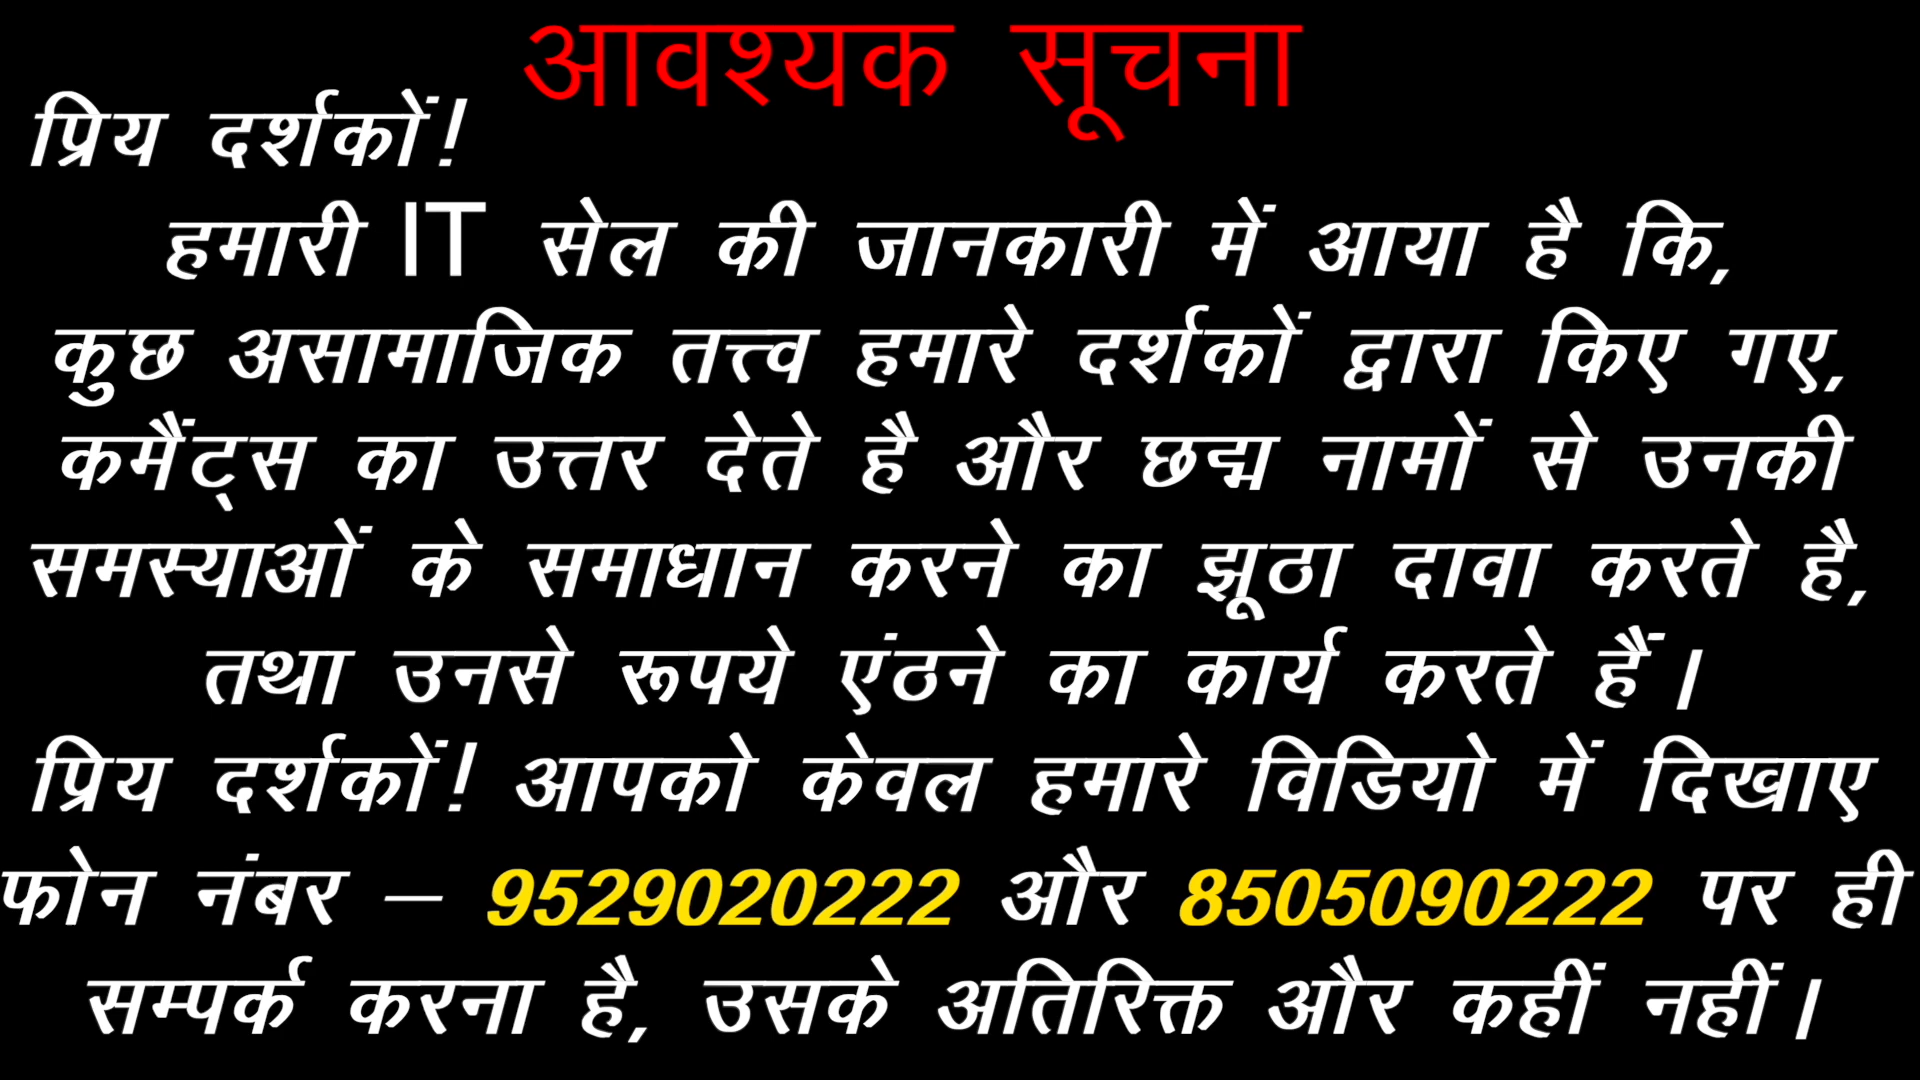 आवश्यक सूचना
प्रिय दर्शकों!
हमारी IT सेल की जानकारी में आया है कि,
कुछ असामाजिक तत्त्व हमारे दर्शकों द्वारा किए गए,
कमैंट्स का उत्तर देते है और छद्म नामों से उनकी
समस्याओं के समाधान करने का झूठा दावा करते है,
तथा उनसे रूपये एंठने का कार्य करते हैं।
प्रिय दर्शकों! आपको केवल हमारे विडियो में दिखाए
फोन नंबर – 9529020222 और 8505090222 पर ही
सम्पर्क करना है, उसके अतिरिक्त और कहीं नहीं।